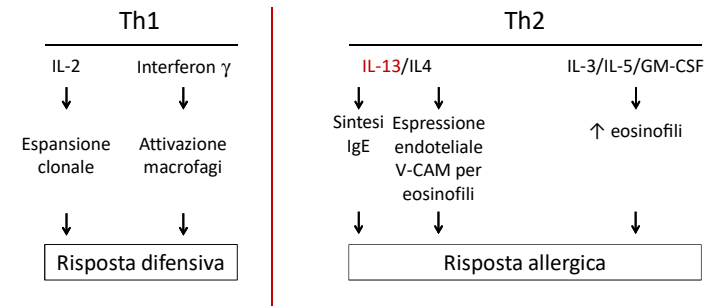 Th1
Th2
IL-2
Interferon γ
IL-13/IL4
IL-3/IL-5/GM-CSF
Espansione
clonale
Attivazione
macrofagi
Sintesi
IgE
Espressione
endoteliale
V-CAM per
eosinofili
↑ eosinofili
Risposta difensiva
Risposta allergica